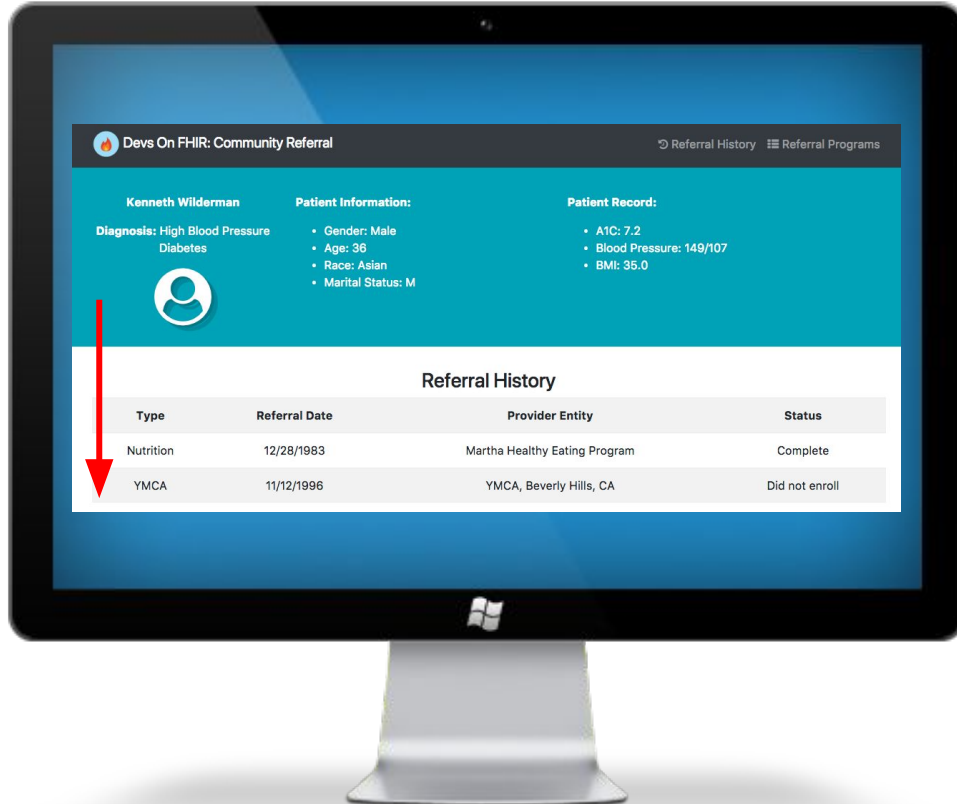 Devs On FHIR: Community Referral
Referral History
Referral Programs
Kenneth Wilderman
Diagnosis: High Blood Pressure
Diabetes
Patient Information:
• Gender: Male
• Age: 36
• Race: Asian
• Marital Status: M
Patient Record:
• A1C: 7.2
• Blood Pressure: 149/107
• BMI: 35.0
Referral History
Type Referral Date Provider Entity Status
Nutrition 12/28/1983 Martha Healthy Eating Program Complete
YMCA 11/12/1996 YMCA, Beverly Hills, CA Did not enroll